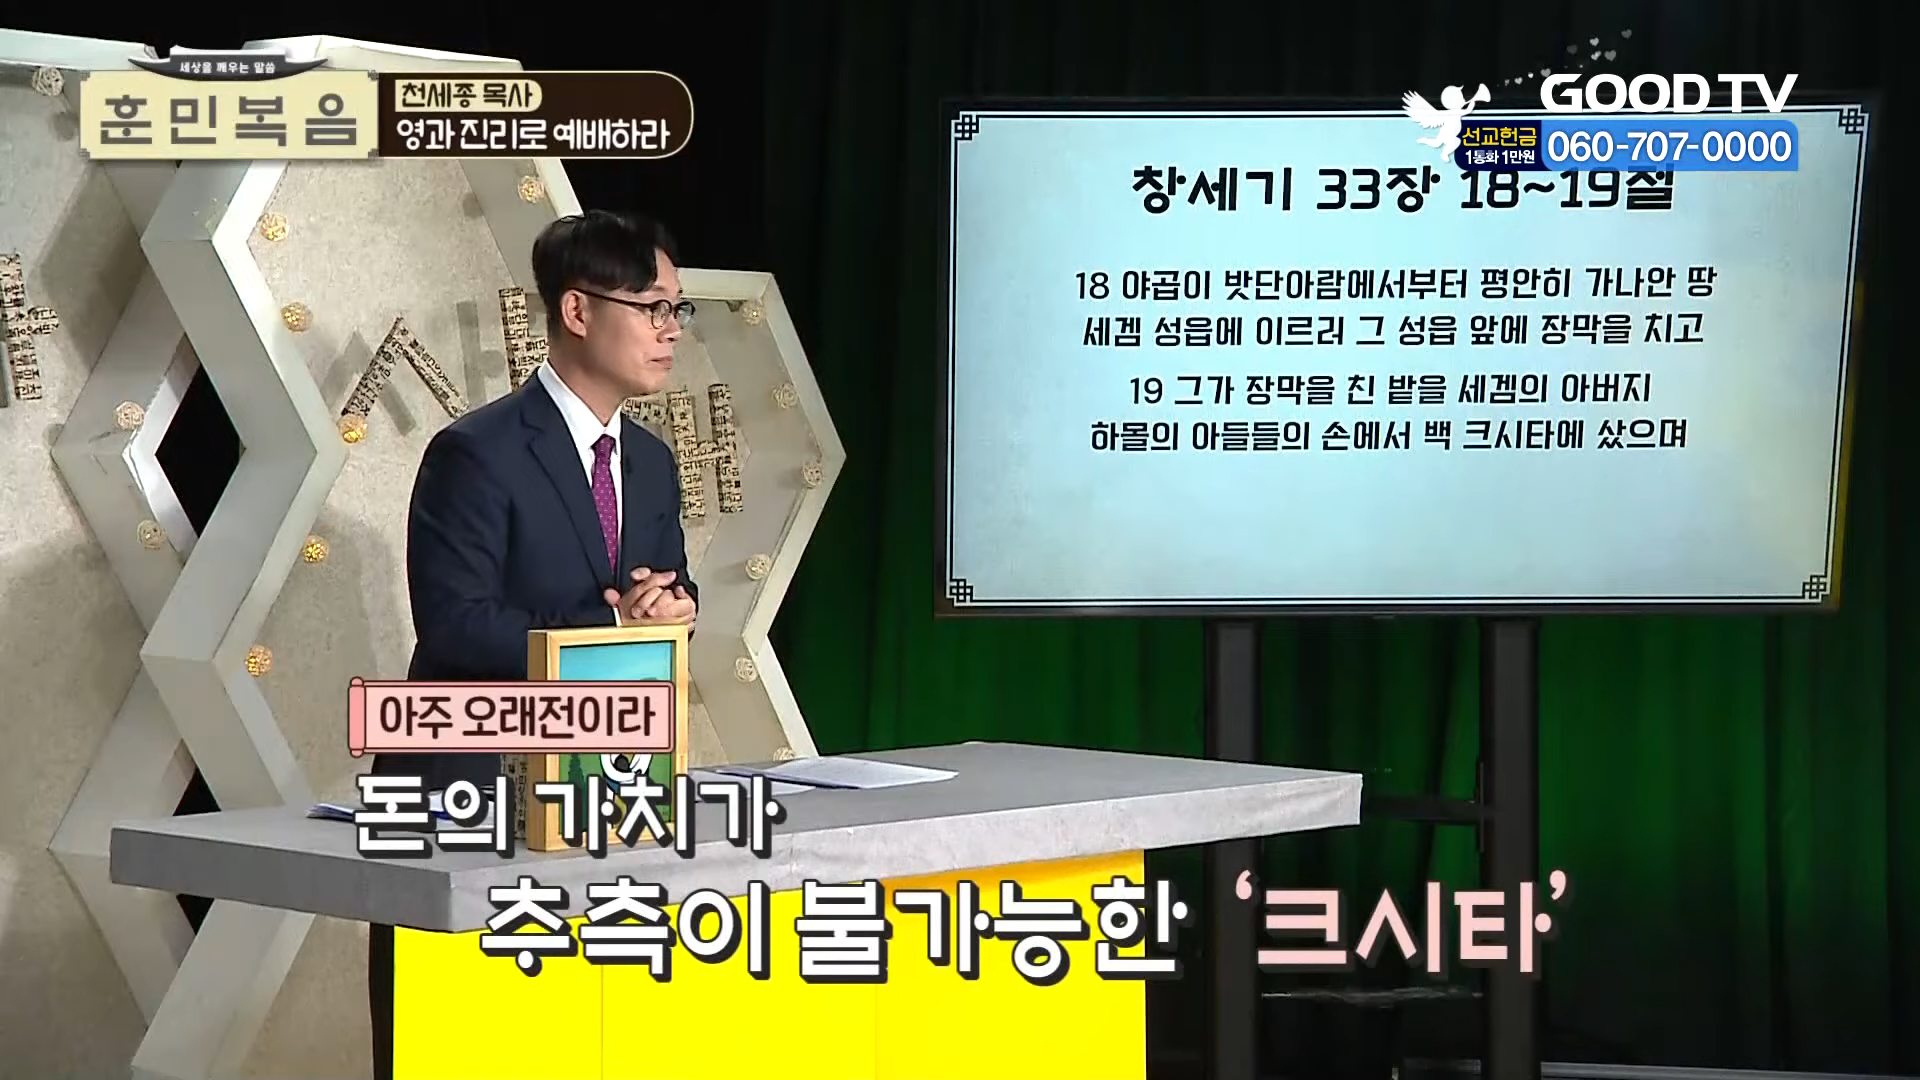 세상을 깨우는 말씀
훈민복음
천세종 목사
영과 진리로 예배하라
GOODTV
선교헌금
1통화 1만원
060-707-0000
창세기 33장 18~19절
18 야곱이 밧단아람에서부터 평안히 가나안 땅
세겜 성읍에 이르러 그 성읍 앞에 장막을 치고
19 그가 장막을 친 밭을 세겜의 아버지
하몰의 아들들의 손에서 백 크시타에 샀으며
아주 오래전이라
돈의 가치가
추측이 불가능한 '크시타'